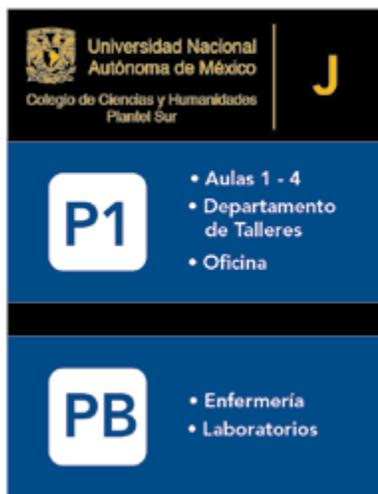 Universidad Nacional
Autónoma de México
Colegio de Ciencias y Humanidades
Plantel Sur
J
P1
• Aulas 1 - 4
• Departamento
de Talleres
• Oficina
PB
• Enfermería
• Laboratorios